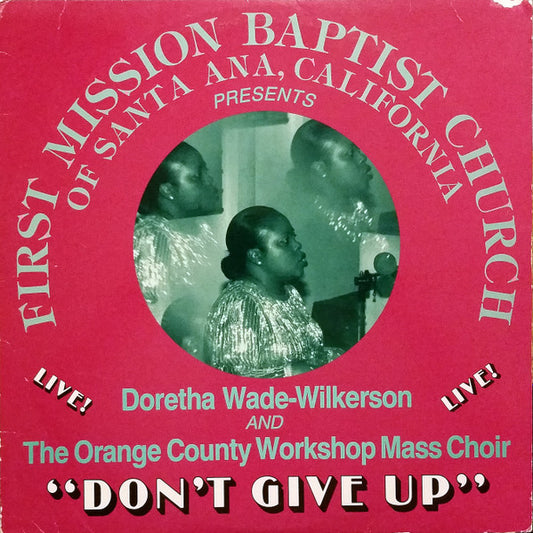 FIRST MISSION BAPTIST CHURCH
OF SANTA ANA, CALIFORNIA
PRESENTS
LIVE!
LIVE!
Doretha Wade-Wilkerson
AND
The Orange County Workshop Mass Choir
“DON'T GIVE UP”